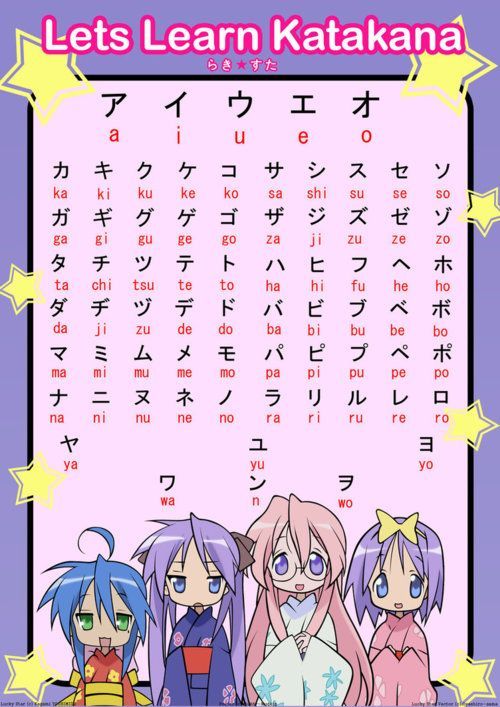 Lets Learn Katakana
らき★すた
ア イ ウ エ オ
a i u e o
カ キ ク ケ コ サ シ ス セ ソ
ka ki ku ke ko sa shi su se so
ガ ギ グ ゲ ゴ ザ ジ ズ ゼ ゾ
ga gi gu ge go za ji zu ze zo
タ チ ツ テ ト ハ ヒ フ ヘ ホ
ta chi tsu te to ha hi fu he ho
ダ ヂ ヅ デ ド バ ビ ブ ベ ボ
da ji zu de do ba bi bu be bo
マ ミ ム メ モ パ ピ プ ペ ポ
ma mi mu me mo pa pi pu pe po
ナ ニ ヌ ネ ノ ラ リ ル レ ロ
na ni nu ne no ra ri ru re ro
ヤ ユ ヨ
ya yu yo
ワ ン ヲ
wa n wo
Lucky Star (c) Kagami YOSHIMIZU